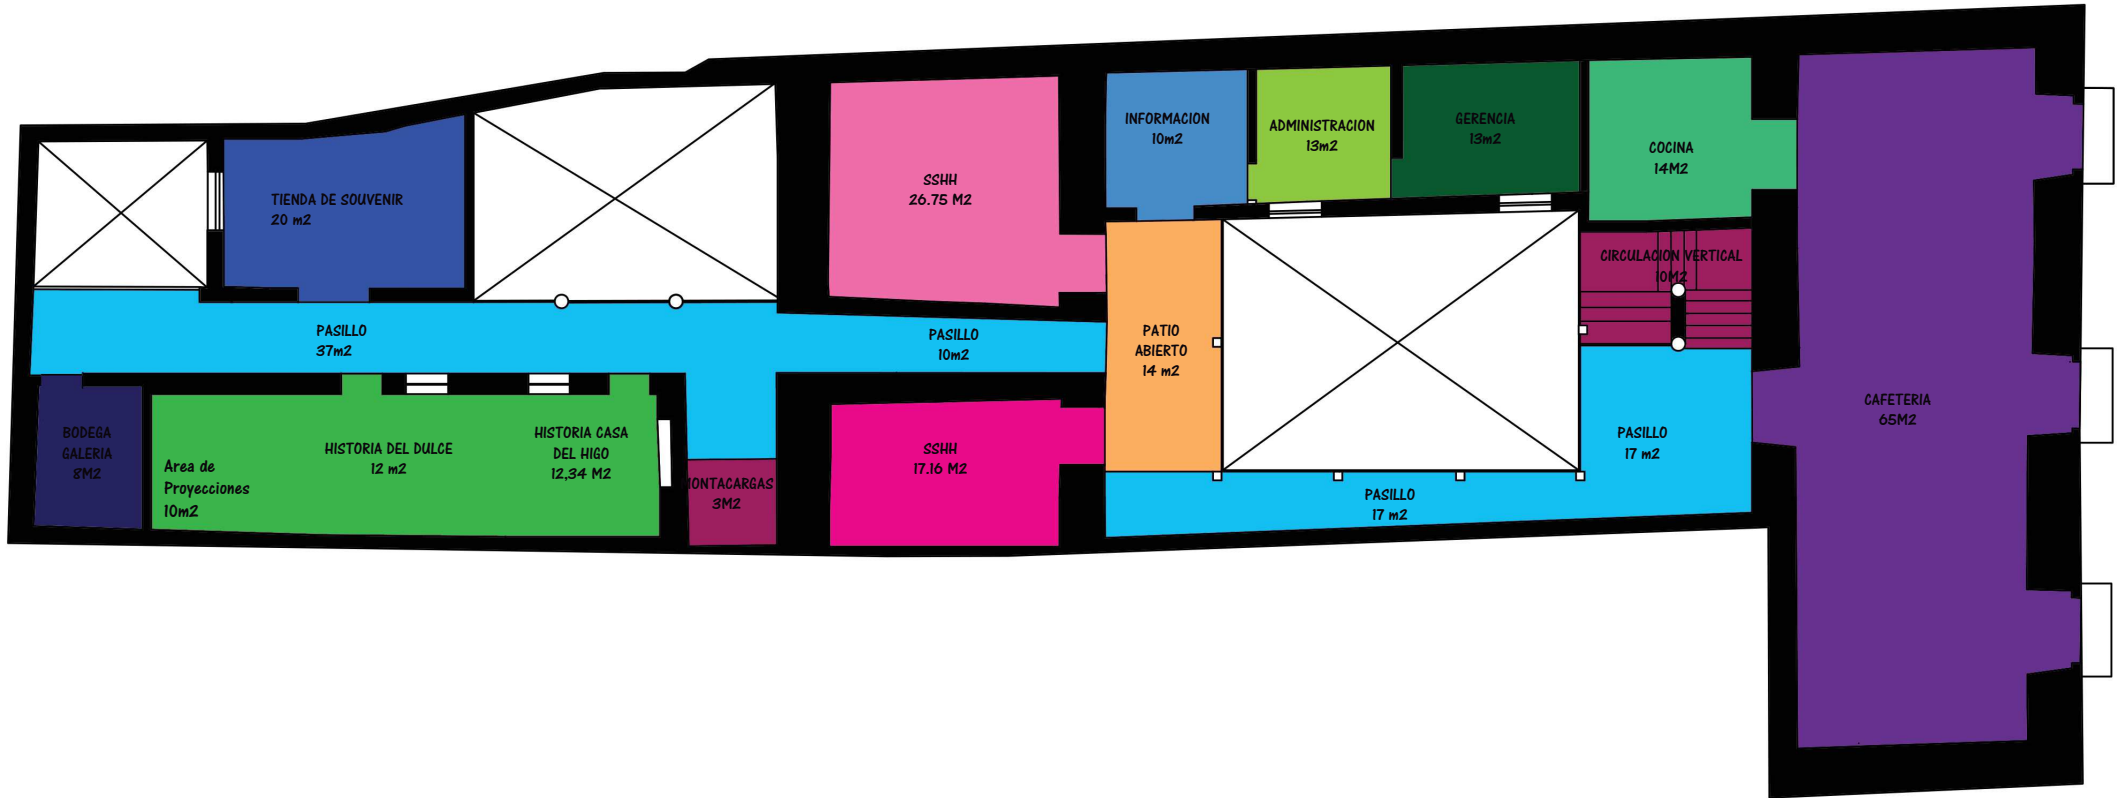 TIENDA DE SOUVENIR
20 m2
SSHH
26.75 M2
INFORMACION
10m2
ADMINISTRACION
13m2
GERENCIA
13m2
COCINA
14M2
CIRCULACION VERTICAL
10M2
PASILLO
37m2
PASILLO
10m2
PATIO
ABIERTO
14 m2
CAFETERIA
65M2
BODEGA
GALERIA
8M2
Area de
Proyecciones
10m2
HISTORIA DEL DULCE
12 m2
HISTORIA CASA
DEL HIGO
12,34 M2
MONTACARGAS
3M2
SSHH
17.16 M2
PASILLO
17 m2
PASILLO
17 m2